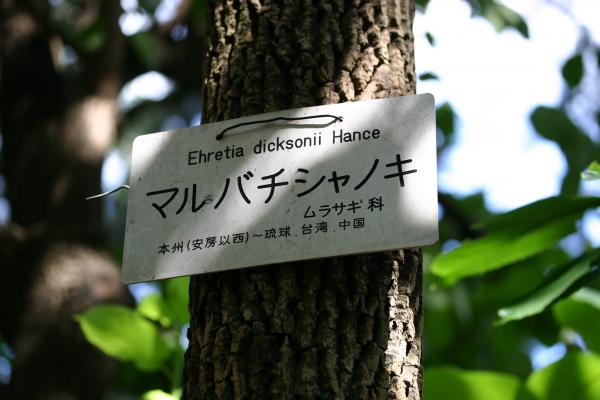 Ehretia dicksonii Hance
マルバチシャノキ
ムラサキ科
本州(安房以西)～琉球、台湾、中国